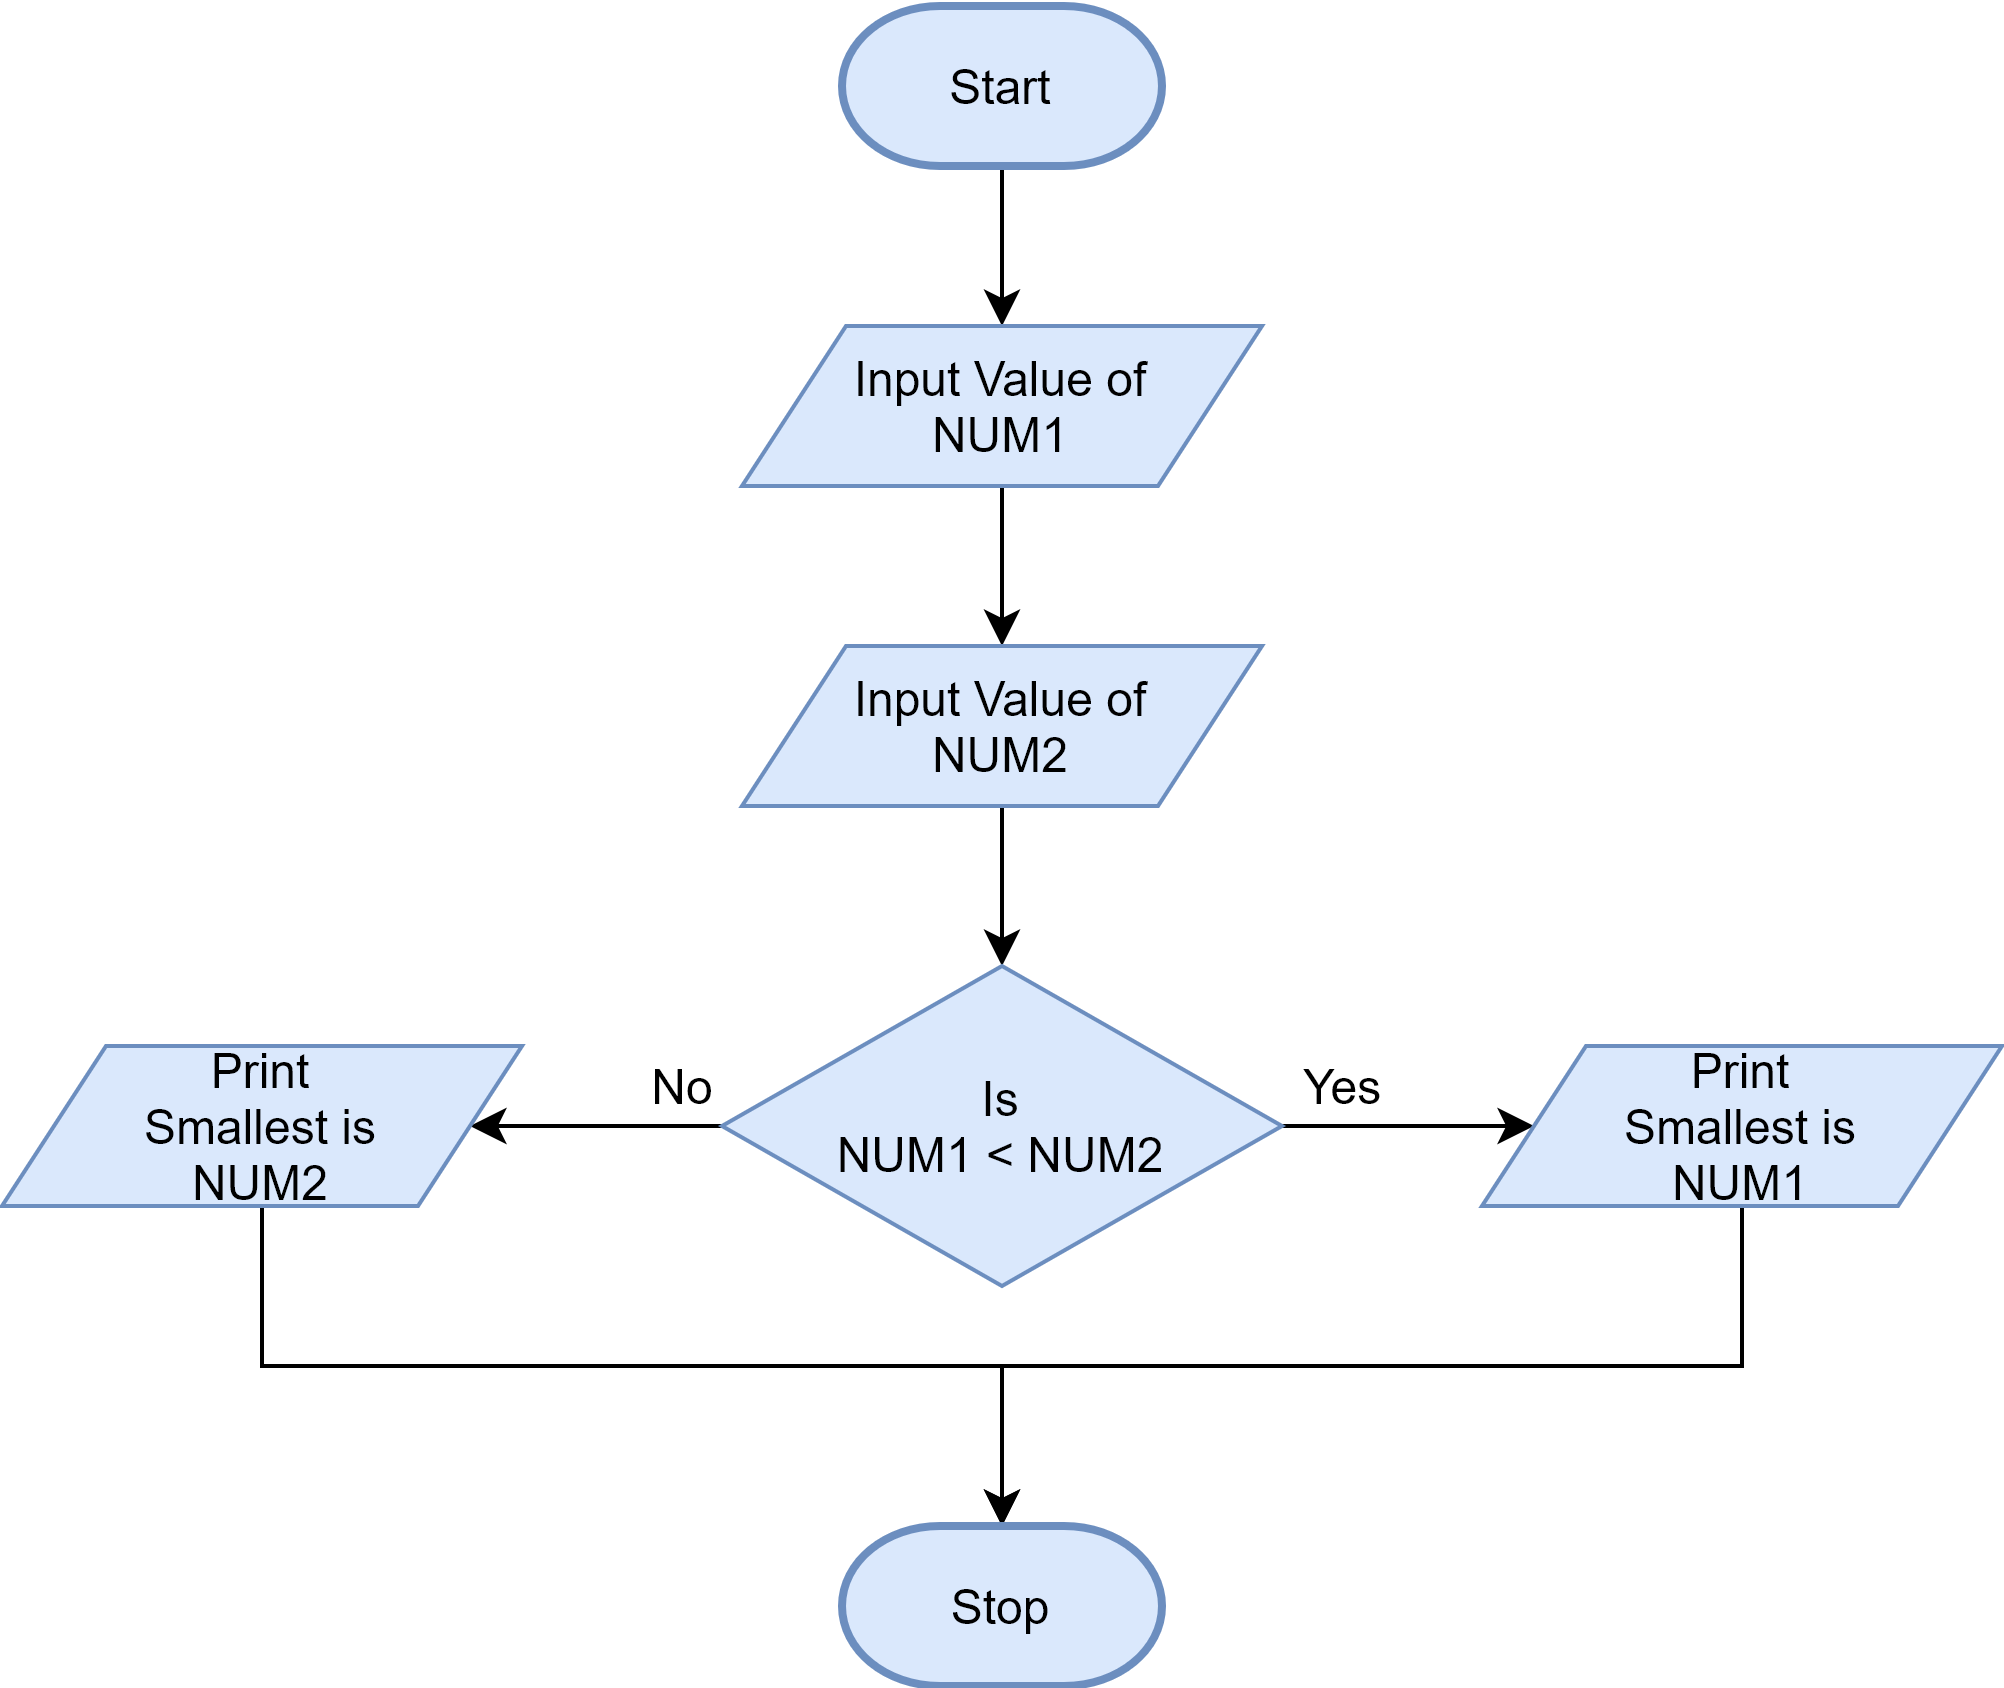 Start
Input Value of
NUM1
Input Value of
NUM2
Print
Smallest is
NUM2
No
Is
NUM1 < NUM2
Yes
Print
Smallest is
NUM1
Stop